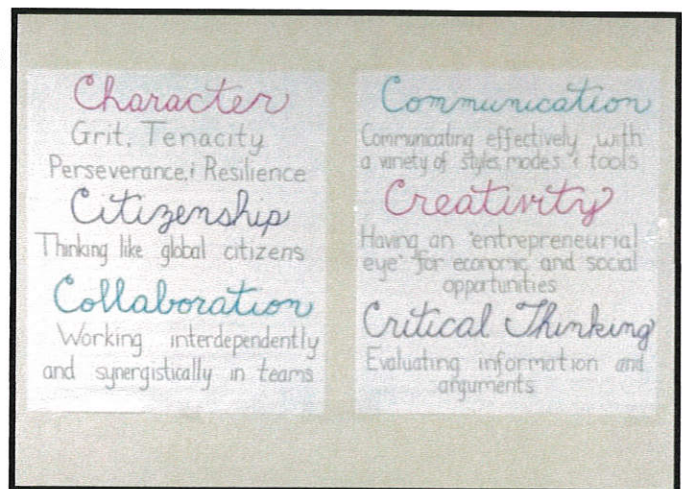 Character
Grit, Tenacity
Perseverance, & Resilience
Citizenship
Thinking like global citizens
Collaboration
Working interdependently
and synergistically in teams
Communication
Communicating effectively with
a variety of styles, modes & tools
Creativity
Having an "entrepreneurial
eye" for economic and social
opportunities
Critical Thinking
Evaluating information and
arguments